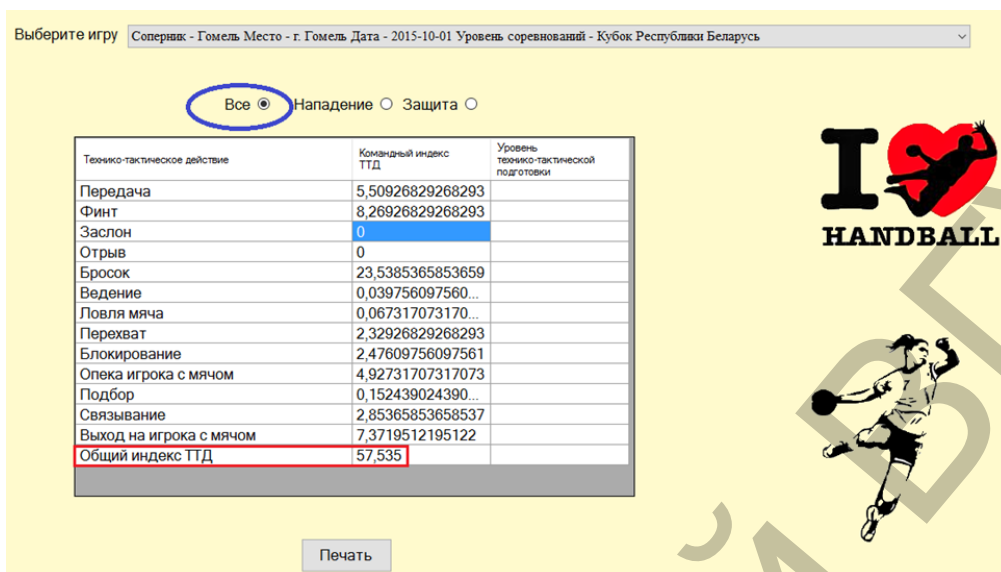 Выберите игру Соперник - Гомель Место - г. Гомель Дата - 2015-10-01 Уровень соревнований - Кубок Республики Беларусь
Все Нападение Защита
Технико-тактическое действие Командный индекс ТТД Уровень технико-тактической подготовки
Передача 5,50926829268293
Финт 8,26926829268293
Заслон 0
Отрыв 0
Бросок 23,5385365853659
Ведение 0,039756097560...
Ловля мяча 0,067317073170...
Перехват 2,32926829268293
Блокирование 2,47609756097561
Опека игрока с мячом 4,92731707317073
Подбор 0,152439024390...
Связывание 2,85365853658537
Выход на игрока с мячом 7,3719512195122
Общий индекс ТТД 57,535
I
HANDBALL
7
Печать